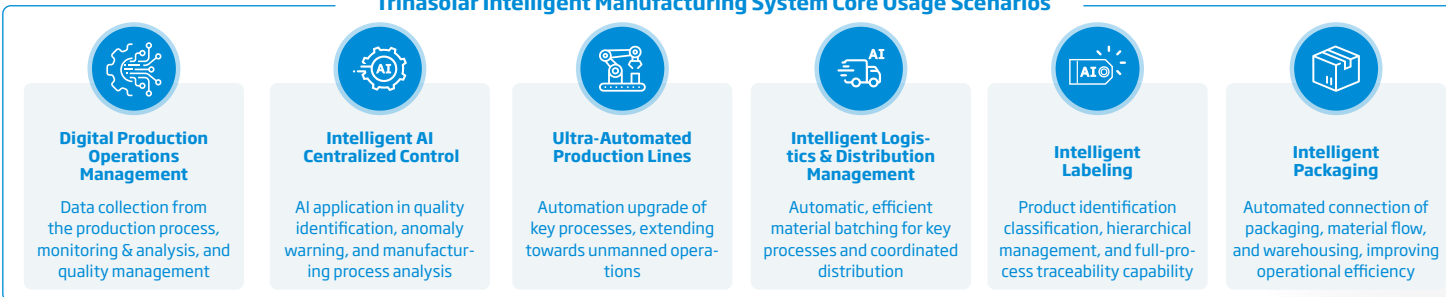 Trinasolar Intelligent Manufacturing System Core Usage Scenarios
AI
AI
AI
Digital Production
Operations
Management
Data collection from
the production process,
monitoring & analysis, and
quality management
Intelligent AI
Centralized Control
AI application in quality
identification, anomaly
warning, and manufactur-
ing process analysis
Ultra-Automated
Production Lines
Automation upgrade of
key processes, extending
towards unmanned opera-
tions
Intelligent Logis-
tics & Distribution
Management
Automatic, efficient
material batching for key
processes and coordinated
distribution
Intelligent
Labeling
Product identification
classification, hierarchical
management, and full-pro-
cess traceability capability
Intelligent
Packaging
Automated connection of
packaging, material flow,
and warehousing, improving
operational efficiency